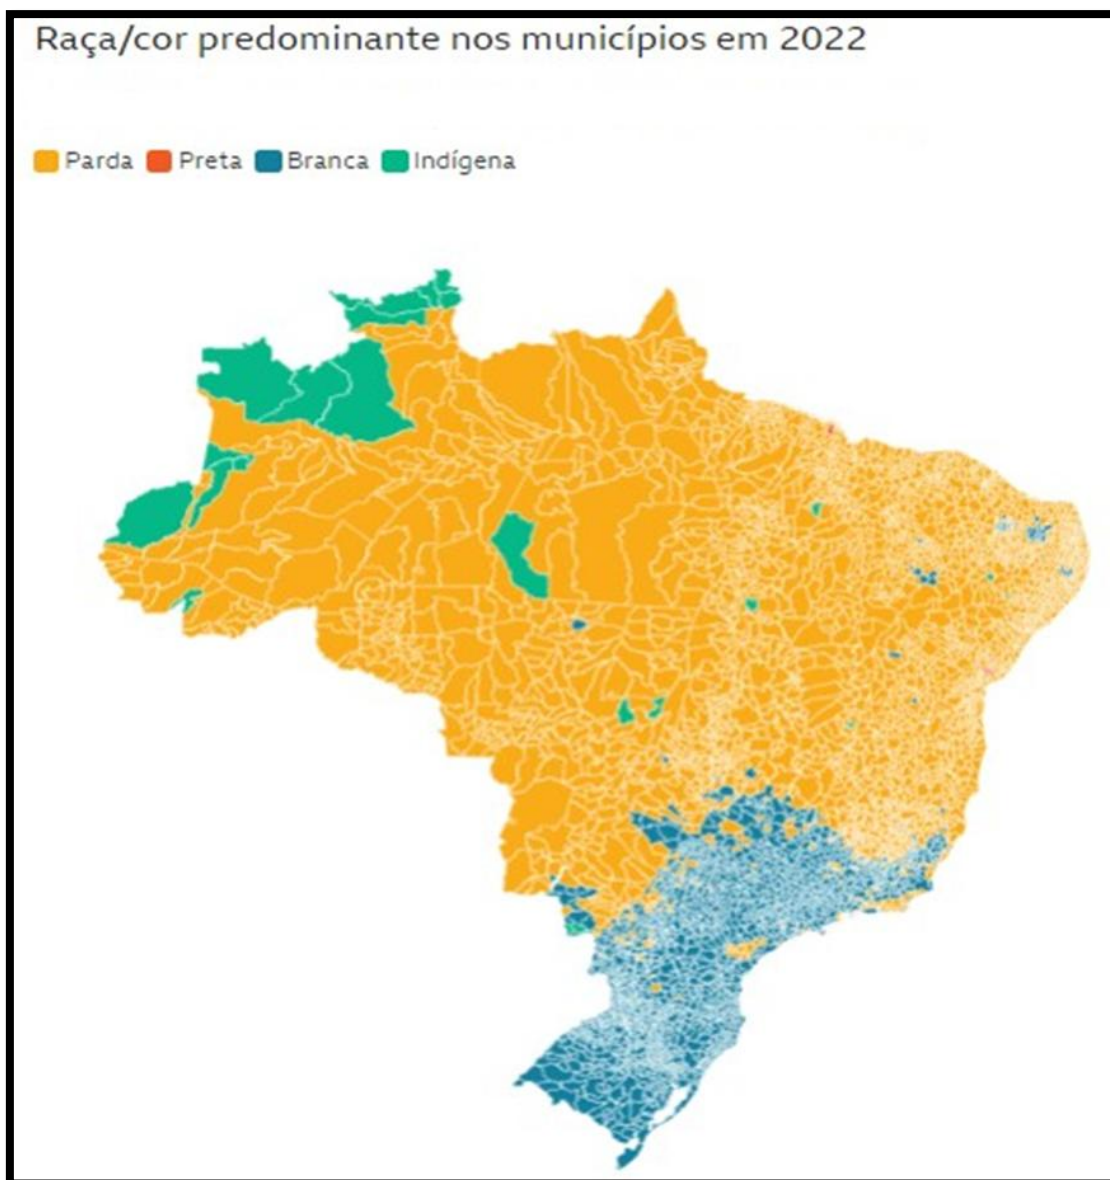 Raça/cor predominante nos municípios em 2022
Parda Preta Branca Indígena